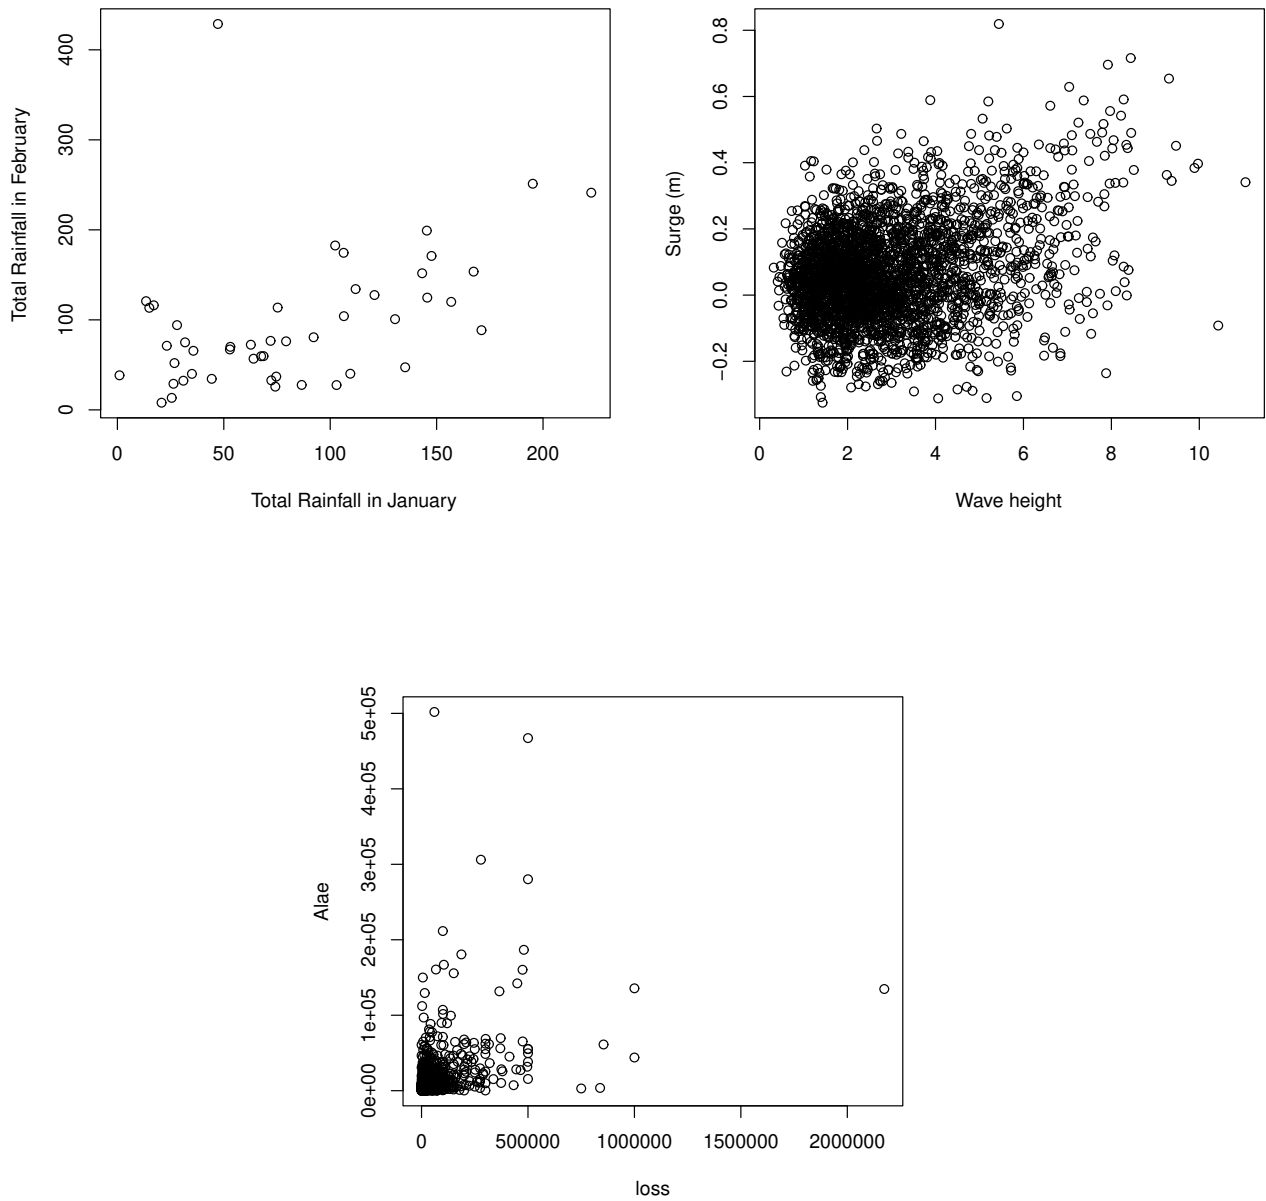 Total Rainfall in February
400
300
200
100
0
0 50 100 150 200
Total Rainfall in January
Surge (m)
0.8
0.6
0.4
0.2
0.0
−0.2
0 2 4 6 8 10
Wave height
Alae
5e+05
4e+05
3e+05
2e+05
1e+05
0e+00
0 500000 1000000 1500000 2000000
loss